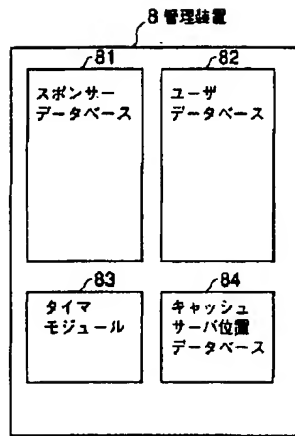 8 管理装置
81
スポンサー
データベース
82
ユーザ
データベース
83
タイマ
モジュール
84
キャッシュ
サーバ位置
データベース